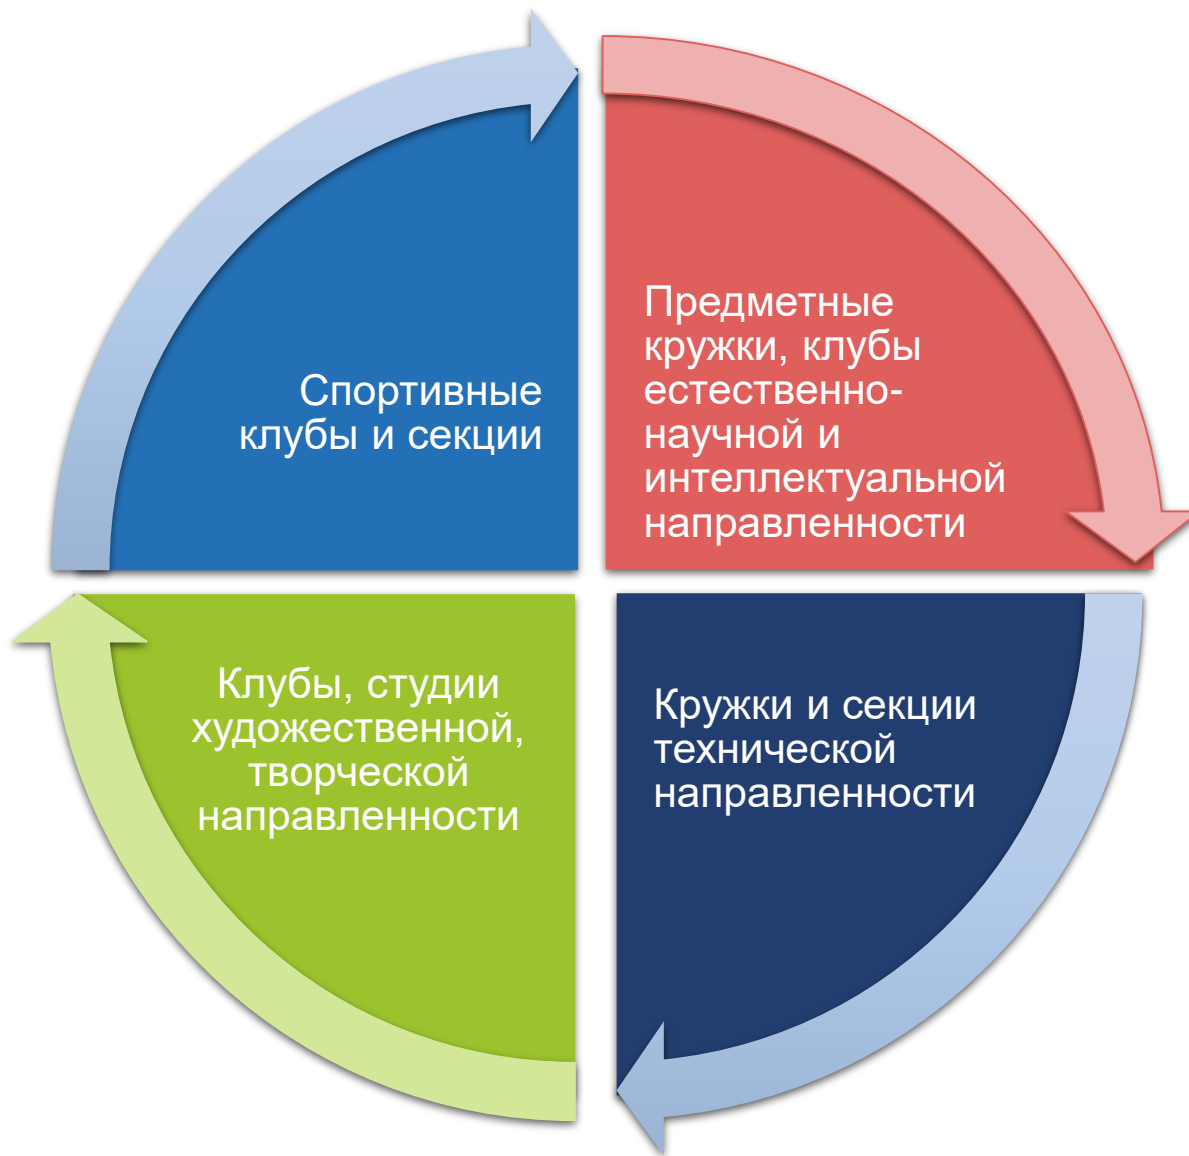 Спортивные
клубы и секции
Предметные
кружки, клубы
естественно-
научной и
интеллектуальной
направленности
Клубы, студии
художественной,
творческой
направленности
Кружки и секции
технической
направленности